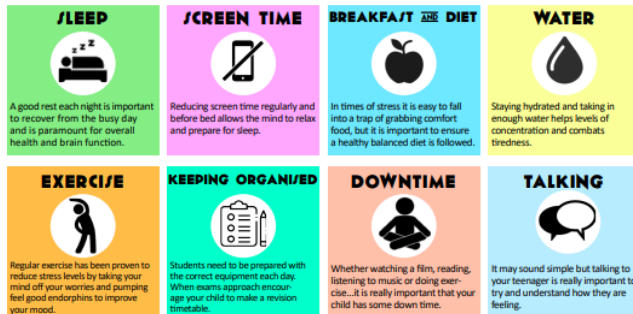 SLEEP
A good rest each night is important
to recover from the busy day
and is paramount for overall
health and brain function.
SCREEN TIME
Reducing screen time regularly and
before bed allows the mind to relax
and prepare for sleep.
BREAKFAST AND DIET
In times of stress it is easy to fall
into a trap of grabbing comfort
food, but it is important to ensure
a healthy balanced diet is followed.
WATER
Staying hydrated and taking in
enough water helps levels of
concentration and combats
tiredness.
EXERCISE
Regular exercise has been proven to
reduce stress levels by taking your
mind off your worries and pumping
feel good endorphins to improve
your mood.
KEEPING ORGANISED
Students need to be prepared with
the correct equipment each day.
When exams approach encour-
age your child to make a revision
timetable.
DOWNTIME
Whether watching a film, reading,
listening to music or doing exer-
cise...it is really important that your
child has some down time.
TALKING
It may sound simple but talking to
your teenager is really important to
try and understand how they are
feeling.